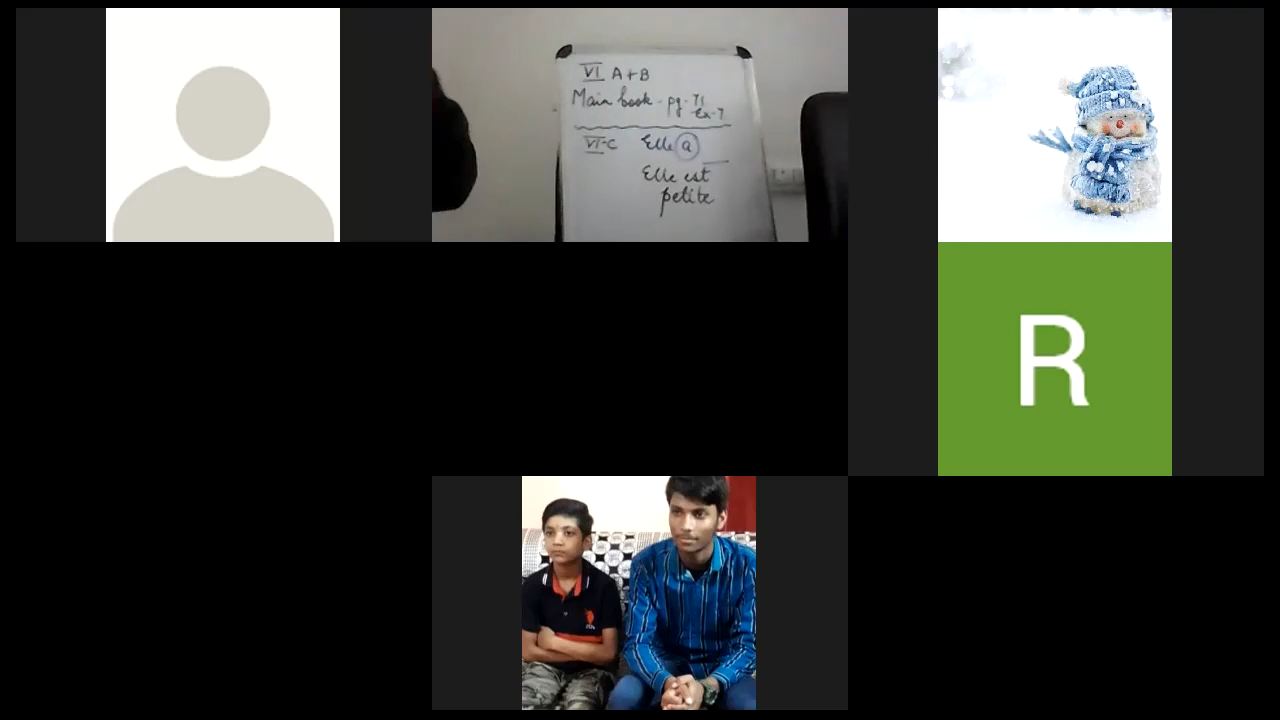 VI A+B
Main book - pg-71
Ex-7
VI-C Elle a
Elle est
petite
R